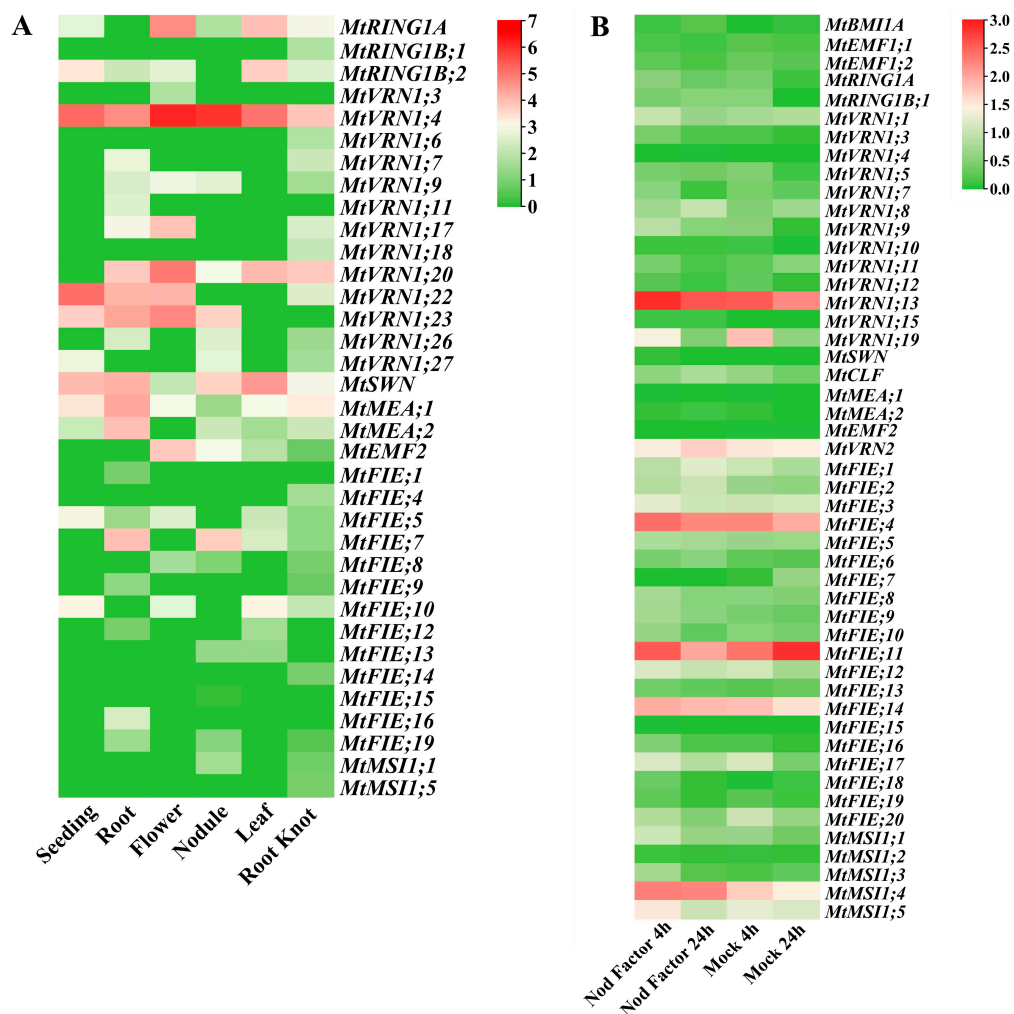 A
7
6
5
4
3
2
1
0
MtRING1A
MtRING1B;1
MtRING1B;2
MtVRN1;3
MtVRN1;4
MtVRN1;6
MtVRN1;7
MtVRN1;9
MtVRN1;11
MtVRN1;17
MtVRN1;18
MtVRN1;20
MtVRN1;22
MtVRN1;23
MtVRN1;26
MtVRN1;27
MtSWN
MtMEA;1
MtMEA;2
MtEMF2
MtFIE;1
MtFIE;4
MtFIE;5
MtFIE;7
MtFIE;8
MtFIE;9
MtFIE;10
MtFIE;12
MtFIE;13
MtFIE;14
MtFIE;15
MtFIE;16
MtFIE;19
MtMSI1;1
MtMSI1;5
Seeding
Root
Flower
Nodule
Leaf
Root Knot
B
3.0
2.5
2.0
1.5
1.0
0.5
0.0
MtBMI1A
MtEMF1;1
MtEMF1;2
MtRING1A
MtRING1B;1
MtVRN1;1
MtVRN1;3
MtVRN1;4
MtVRN1;5
MtVRN1;7
MtVRN1;8
MtVRN1;9
MtVRN1;10
MtVRN1;11
MtVRN1;12
MtVRN1;13
MtVRN1;15
MtVRN1;19
MtSWN
MtCLF
MtMEA;1
MtMEA;2
MtEMF2
MtVRN2
MtFIE;1
MtFIE;2
MtFIE;3
MtFIE;4
MtFIE;5
MtFIE;6
MtFIE;7
MtFIE;8
MtFIE;9
MtFIE;10
MtFIE;11
MtFIE;12
MtFIE;13
MtFIE;14
MtFIE;15
MtFIE;16
MtFIE;17
MtFIE;18
MtFIE;19
MtFIE;20
MtMSI1;1
MtMSI1;2
MtMSI1;3
MtMSI1;4
MtMSI1;5
Nod Factor 4h
Nod Factor 24h
Mock 4h
Mock 24h